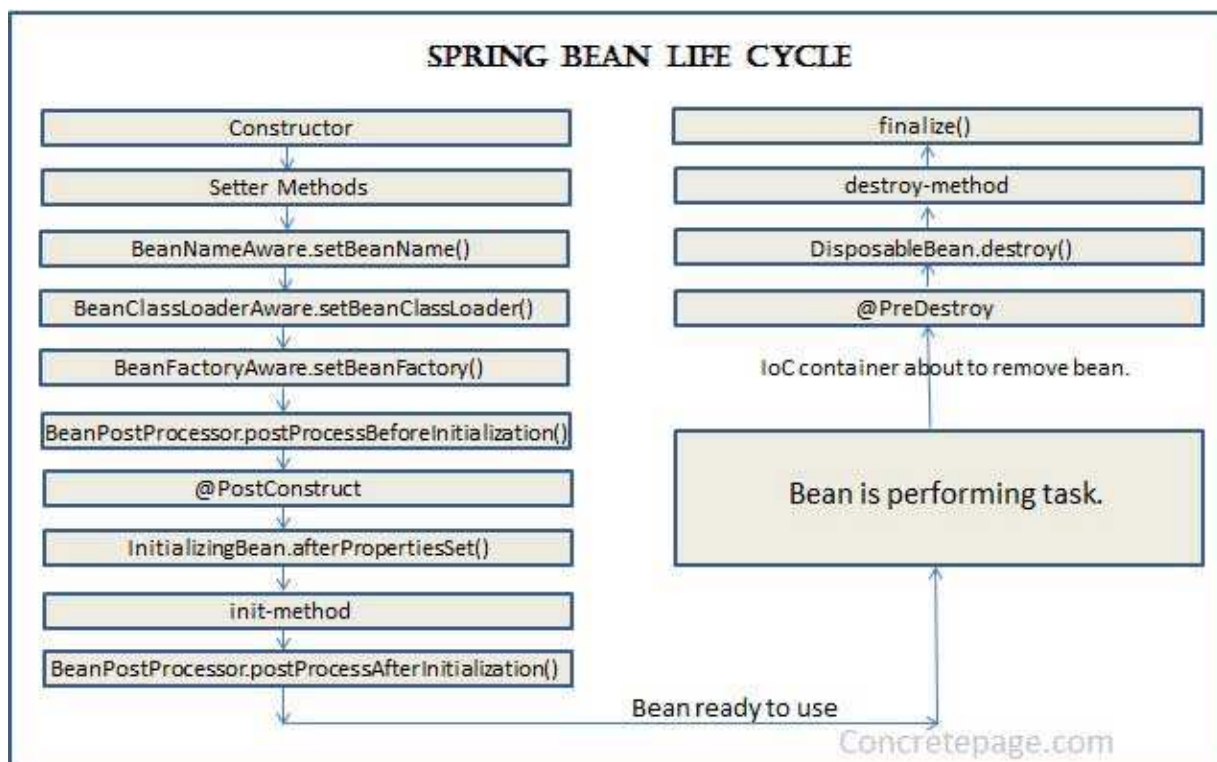 SPRING BEAN LIFE CYCLE
Constructor
Setter Methods
BeanNameAware.setBeanName()
BeanClassLoaderAware.setBeanClassLoader()
BeanFactoryAware.setBeanFactory()
BeanPostProcessor.postProcessBeforeInitialization()
@PostConstruct
InitializingBean.afterPropertiesSet()
init-method
BeanPostProcessor.postProcessAfterInitialization()
Bean ready to use
Bean is performing task.
IoC container about to remove bean.
@PreDestroy
DisposableBean.destroy()
destroy-method
finalize()
Concretepage.com